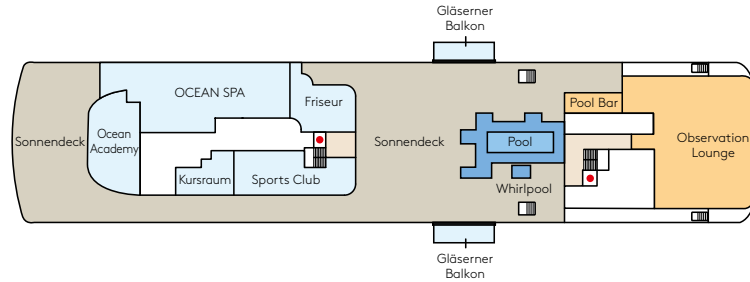 Gläserner
Balkon
OCEAN SPA
Friseur
Pool Bar
Sonnendeck
Ocean
Academy
Sonnendeck
Pool
Observation
Lounge
Kursraum
Sports Club
Whirlpool
Gläserner
Balkon